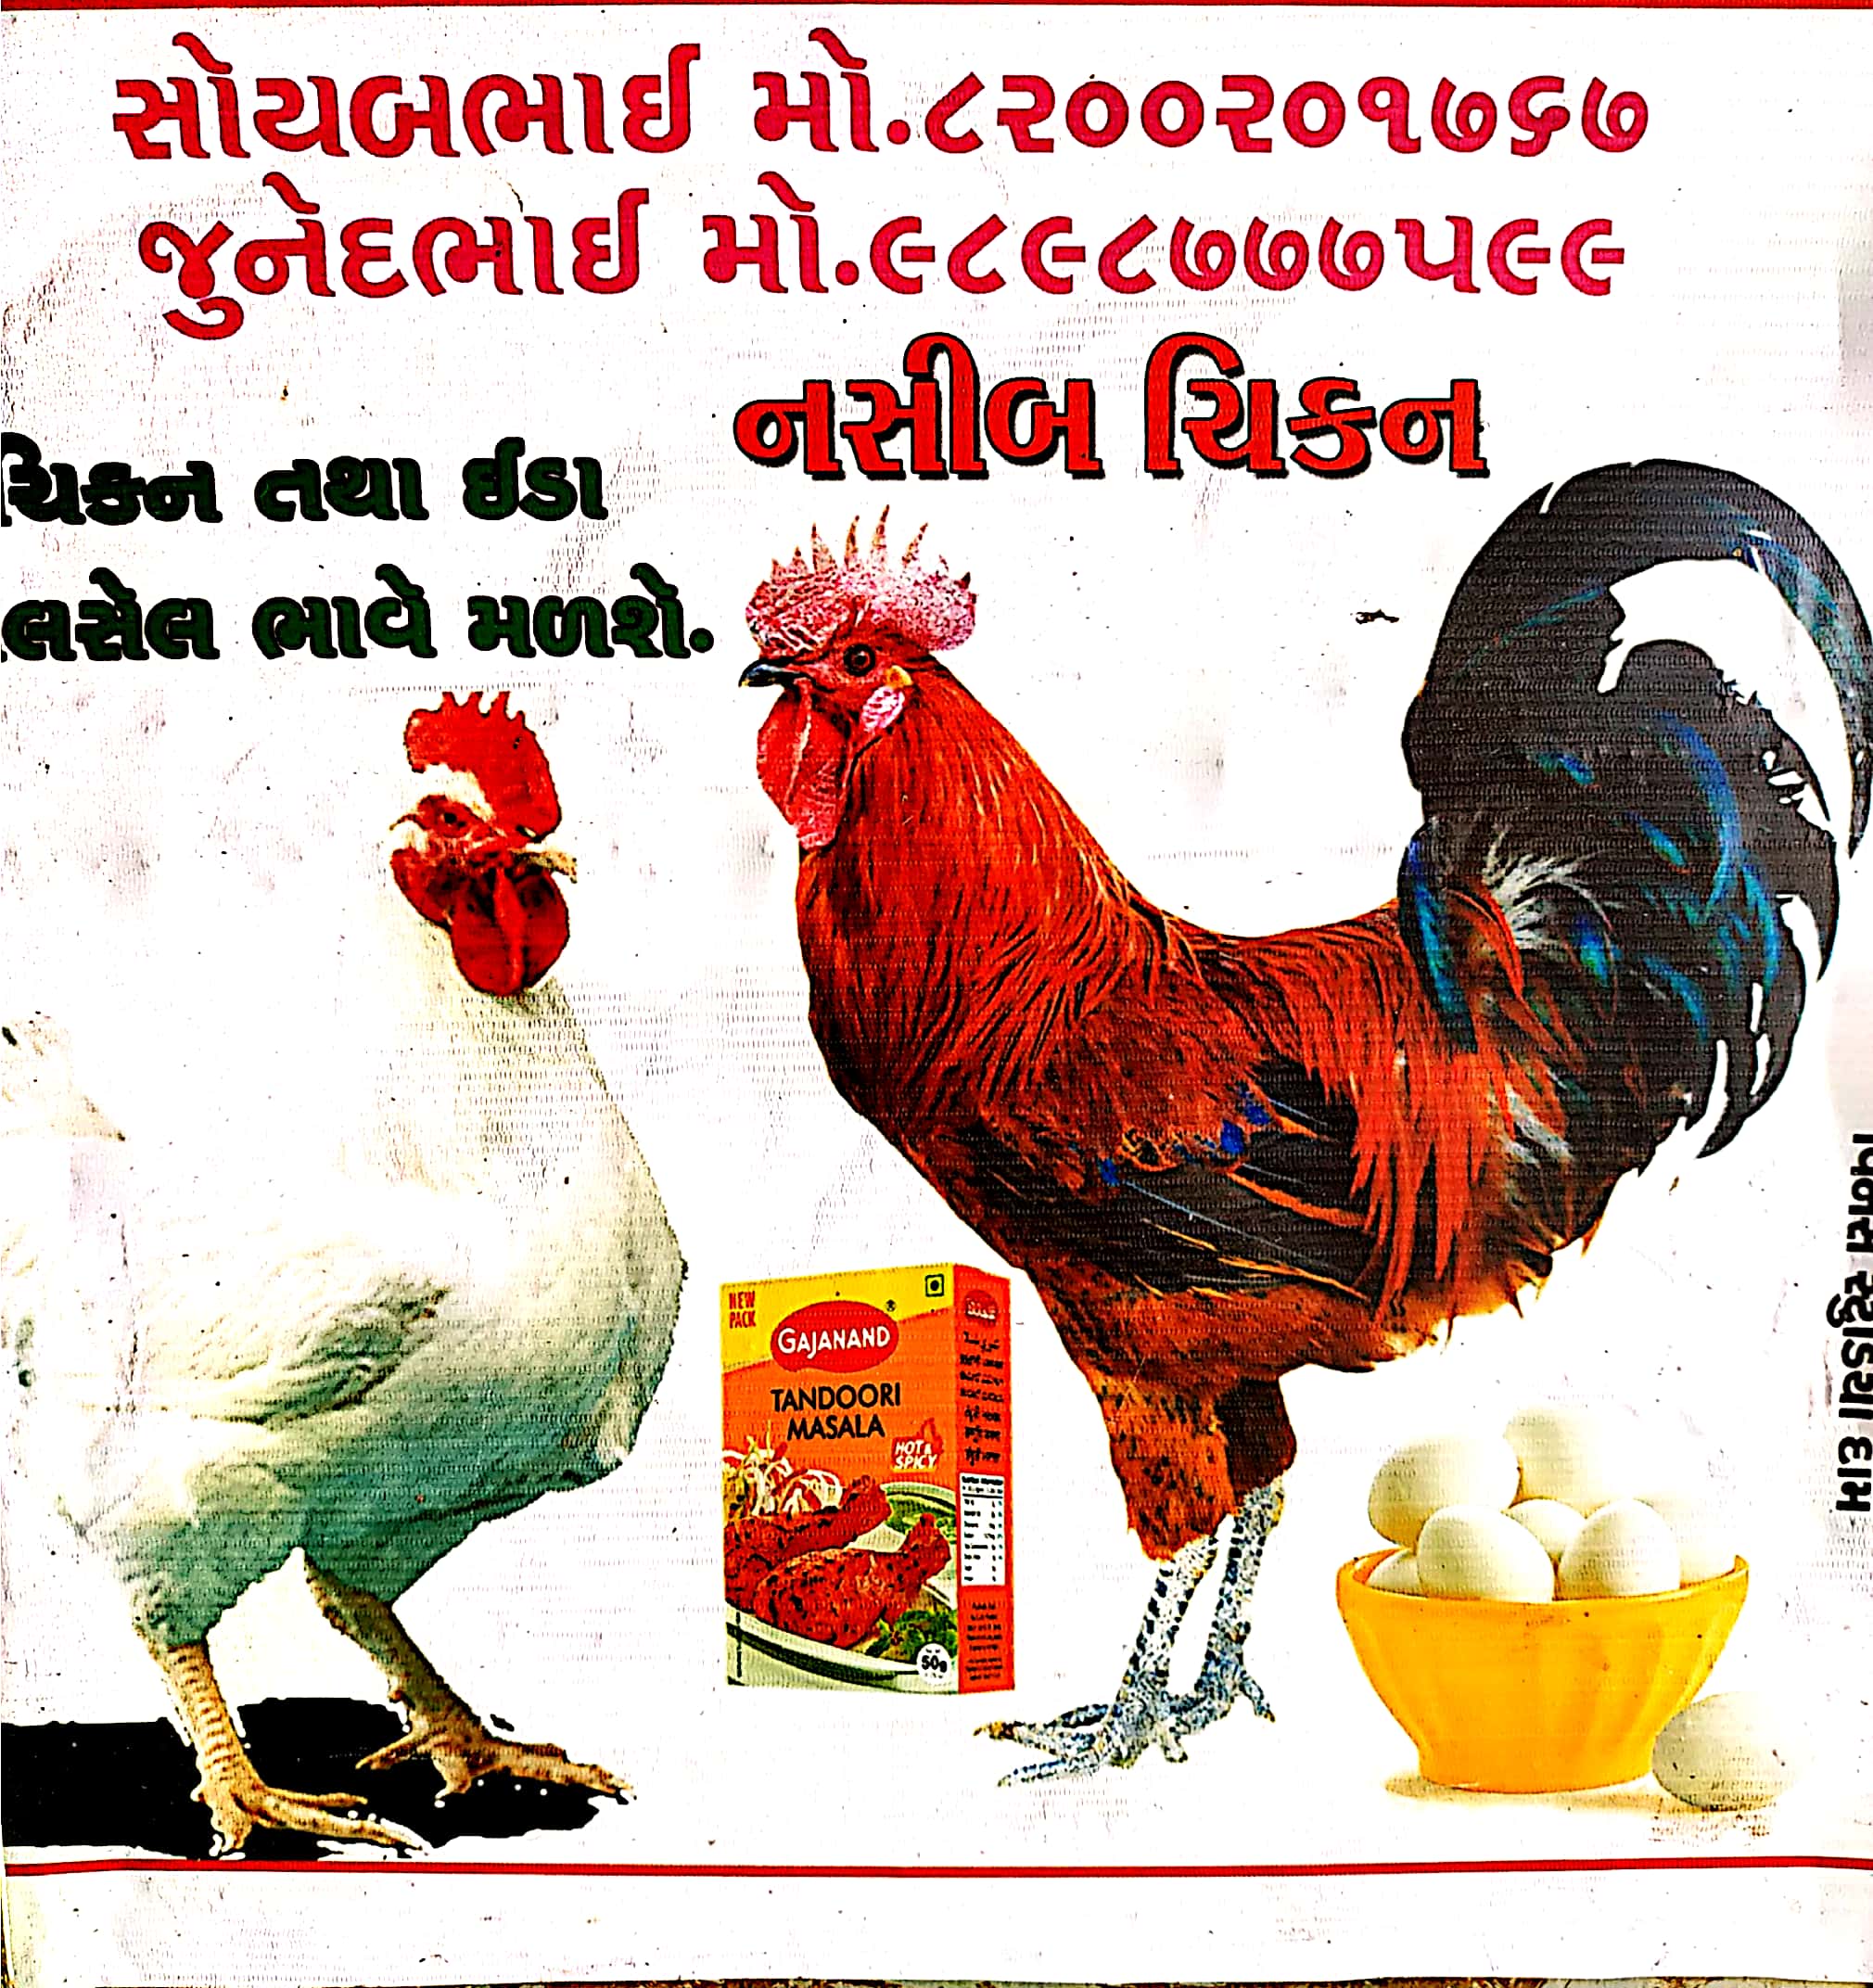 સોયબભાઈ મો.૮૨૦૦૨૦૧૭૬૭
જુનેદભાઈ મો.૯૮૯૮૭૭૭૫૯૯
નસીબ ચિકન
ચિકન તથા ઈંડા
લસેલ ભાવે મળશે.
NEW
PACK
GAJANAND
TANDOORI
MASALA
HOT &
SPICY
50g